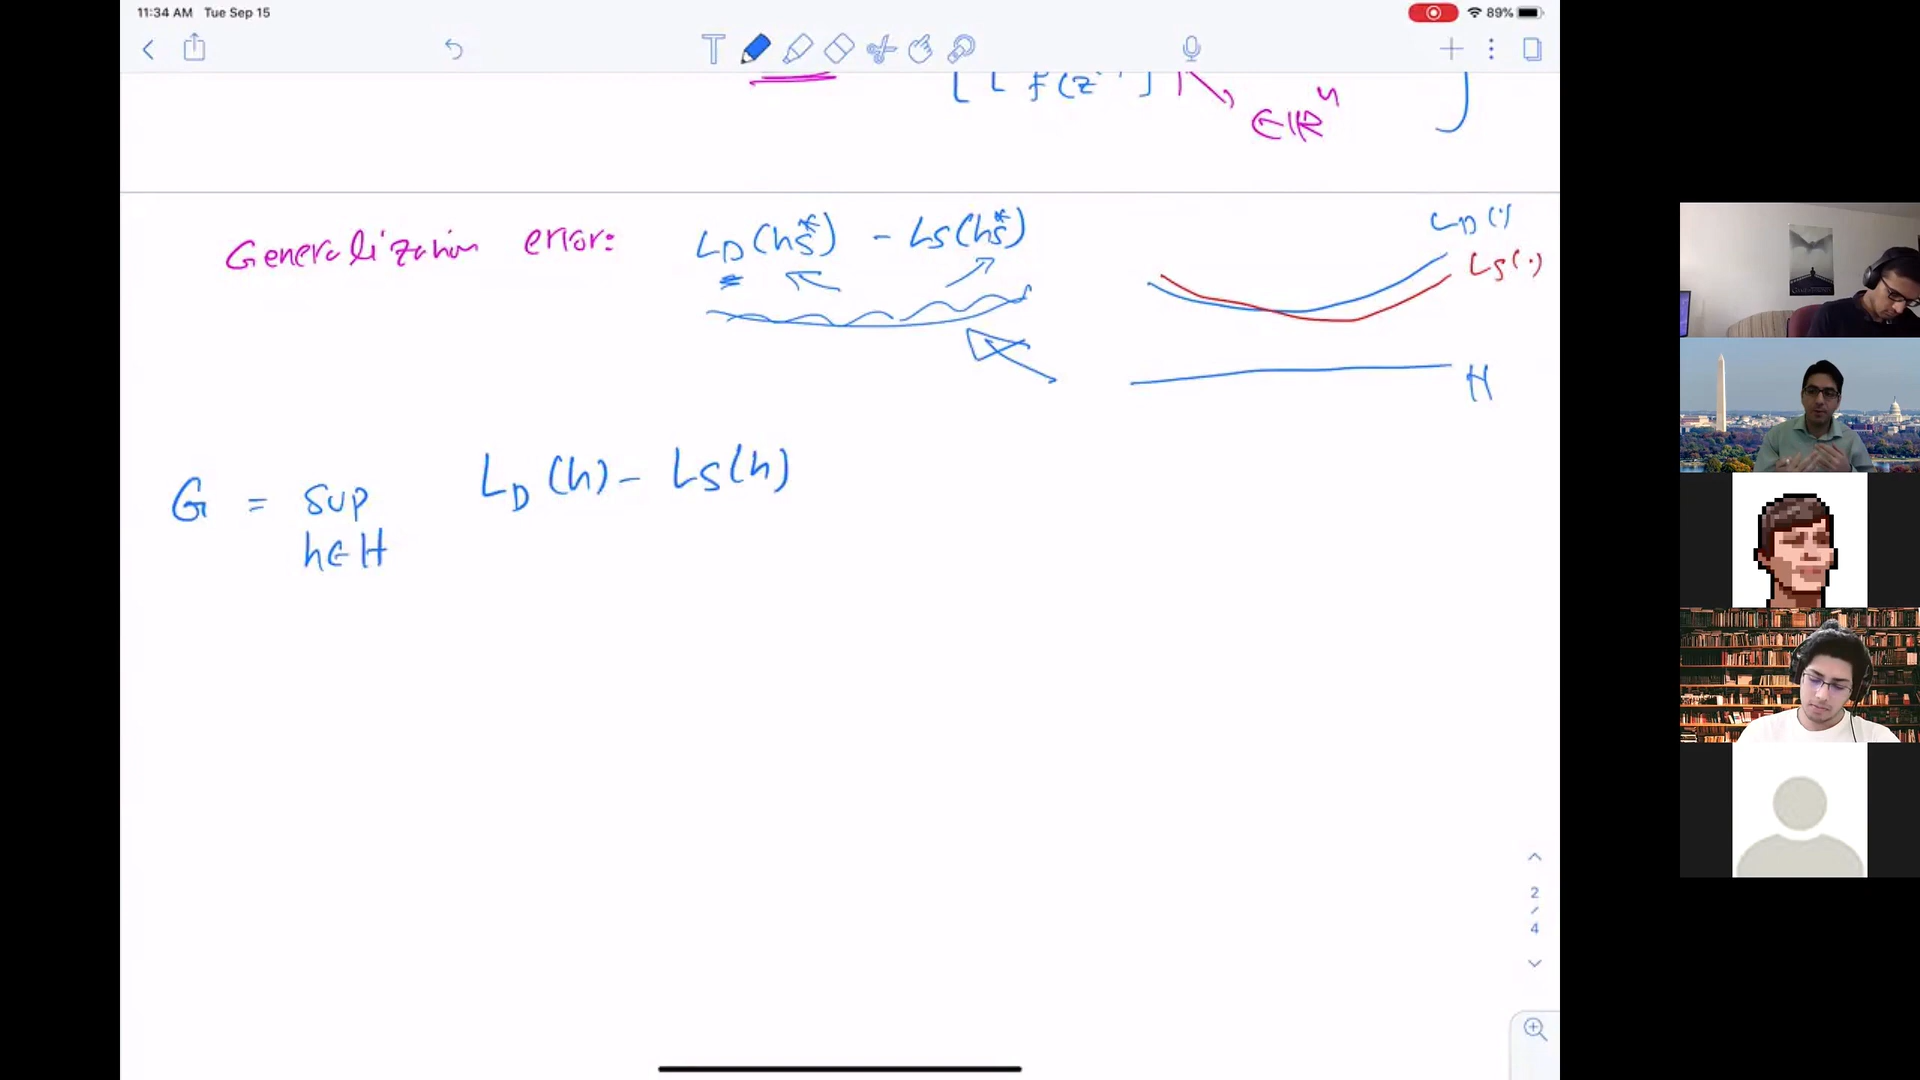 11:34 AM Tue Sep 15
89%
T
[ L f(z
∈ℝⁿ
Generalization error: L_D(h_S^*) - L_S(h_S^*)
L_D(·)
L_S(·)
H
G = sup L_D(h) - L_S(h)
h∈H
2
/
4